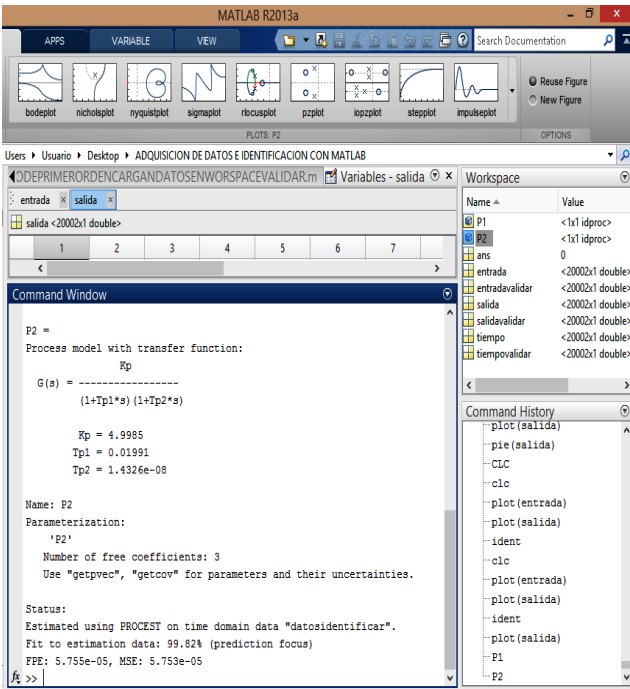 MATLAB R2013a
APPS VARIABLE VIEW Search Documentation
bodeplot nicholsplot nyquistplot sigmaplot rlocusplot pzplot iopzplot stepplot impulseplot
Reuse Figure
New Figure
PLOTS: P2 OPTIONS
Users Usuario Desktop ADQUISICION DE DATOS E IDENTIFICACION CON MATLAB
ODEPRIMERORDENCARGANDATOSENWORSPACEVALIDAR.m Variables - salida
entrada salida
salida <20002x1 double>
1 2 3 4 5 6 7
Command Window
P2 =
Process model with transfer function:
Kp
G(s) = -----------------
(1+Tp1*s)(1+Tp2*s)
Kp = 4.9985
Tp1 = 0.01991
Tp2 = 1.4326e-08
Name: P2
Parameterization:
'P2'
Number of free coefficients: 3
Use "getpvec", "getcov" for parameters and their uncertainties.
Status:
Estimated using PROCEST on time domain data "datosidentificar".
Fit to estimation data: 99.82% (prediction focus)
FPE: 5.755e-05, MSE: 5.753e-05
fx >>
Workspace
Name Value
P1 <1x1 idproc>
P2 <1x1 idproc>
ans 0
entrada <20002x1 double>
entradavalidar <20002x1 double>
salida <20002x1 double>
salidavalidar <20002x1 double>
tiempo <20002x1 double>
tiempovalidar <20002x1 double>
Command History
plot(salida)
pie(salida)
CLC
clc
plot(entrada)
plot(salida)
ident
clc
plot(entrada)
plot(salida)
ident
plot(salida)
P1
P2